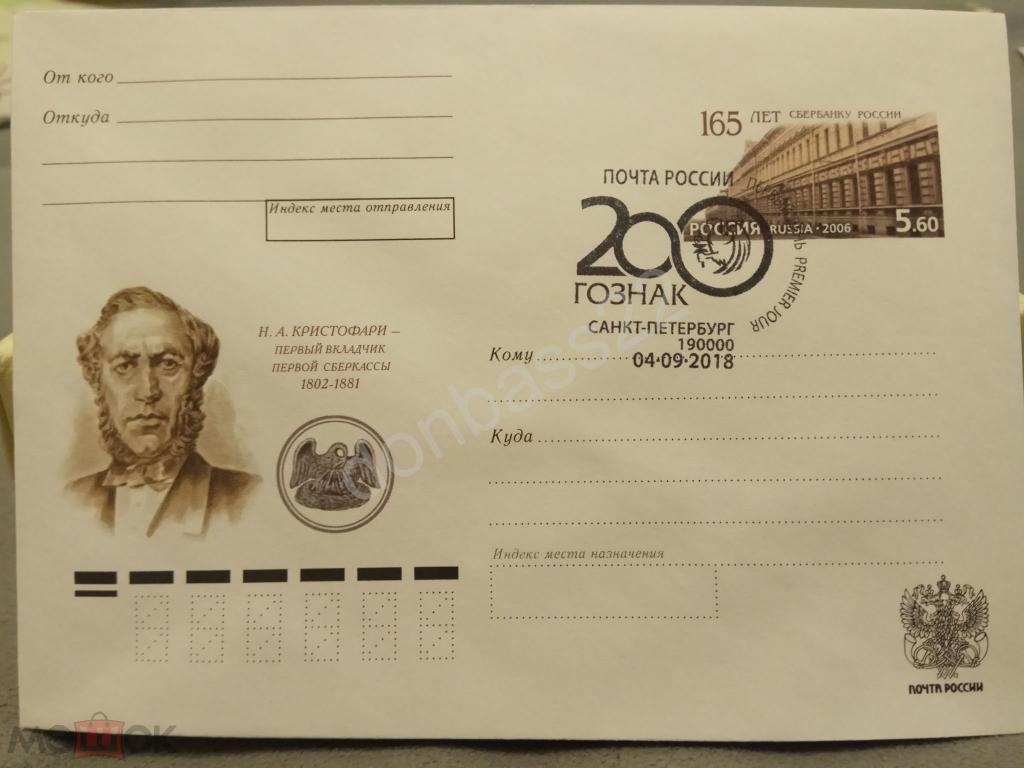 От кого
Откуда
Индекс места отправления
165 ЛЕТ СБЕРБАНКУ РОССИИ
РОССИЯ RUSSIA · 2006 5.60
ПОЧТА РОССИИ
200
ГОЗНАК
САНКТ-ПЕТЕРБУРГ
190000
04·09·2018
PREMIER JOUR
Н. А. КРИСТОФАРИ –
ПЕРВЫЙ ВКЛАДЧИК
ПЕРВОЙ СБЕРКАССЫ
1802-1881
Кому
Куда
Индекс места назначения
ПОЧТА РОССИИ
donbass22
МЕШОК